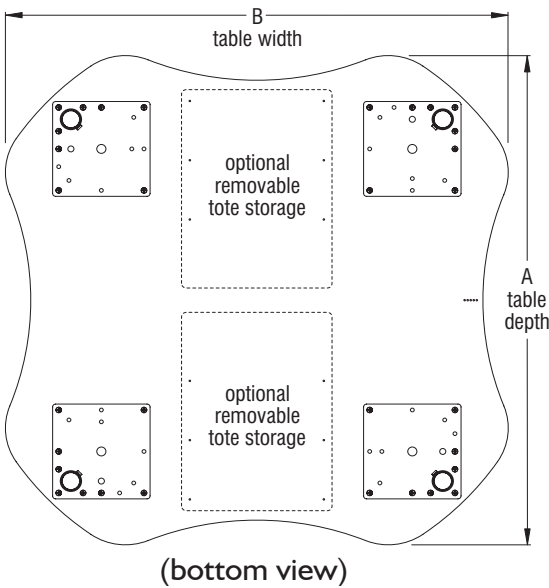 B
table width
optional
removable
tote storage
A
table
depth
optional
removable
tote storage
(bottom view)